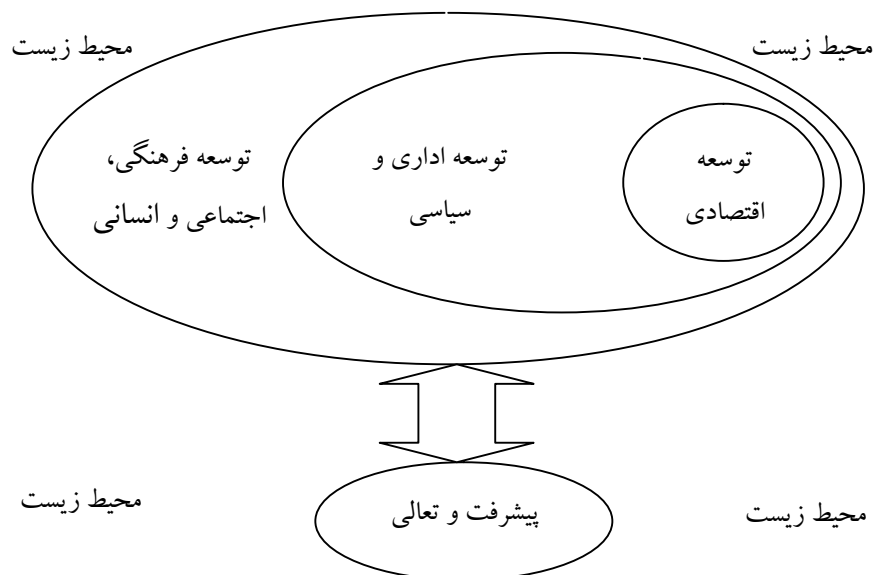 محیط زیست
محیط زیست
توسعه
اقتصادی
توسعه اداری و
سیاسی
توسعه فرهنگی،
اجتماعی و انسانی
پیشرفت و تعالی
محیط زیست
محیط زیست